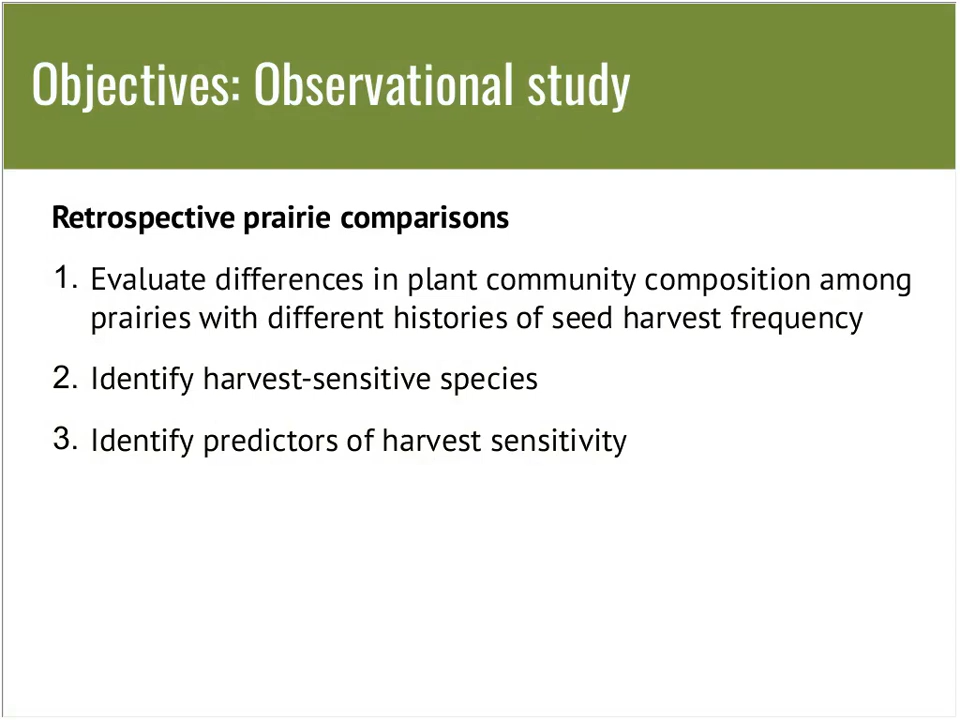 Objectives: Observational study
Retrospective prairie comparisons
1. Evaluate differences in plant community composition among
prairies with different histories of seed harvest frequency
2. Identify harvest-sensitive species
3. Identify predictors of harvest sensitivity